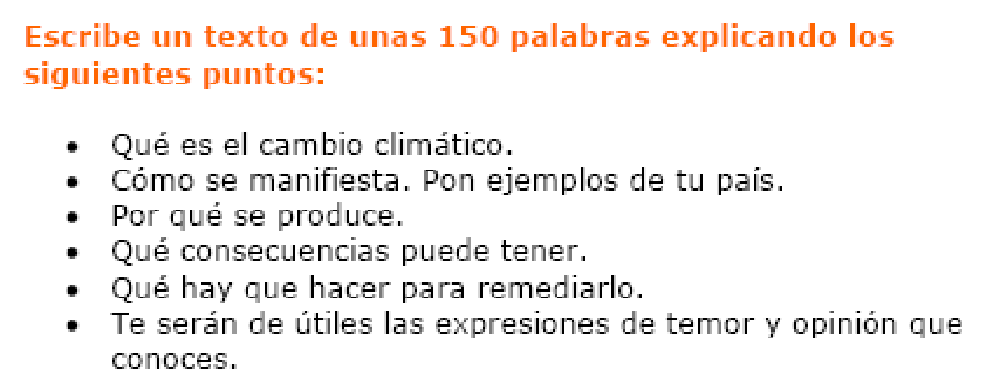 Escribe un texto de unas 150 palabras explicando los
siguientes puntos:
• Qué es el cambio climático.
• Cómo se manifiesta. Pon ejemplos de tu país.
• Por qué se produce.
• Qué consecuencias puede tener.
• Qué hay que hacer para remediarlo.
• Te serán de útiles las expresiones de temor y opinión que
conoces.